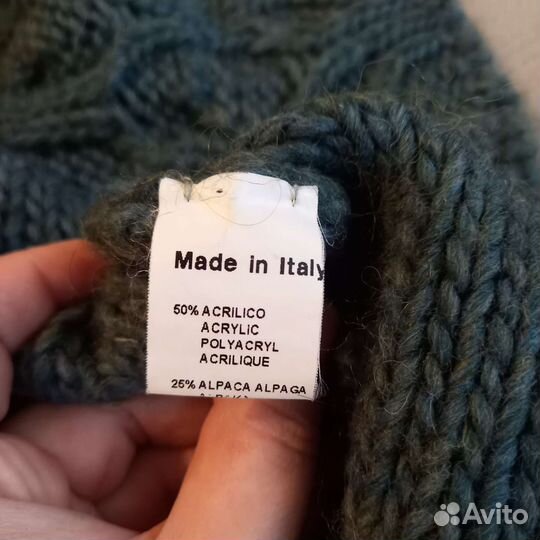 Made in Italy
50% ACRILICO
ACRYLIC
POLYACRYL
ACRILIQUE
25% ALPACA ALPAGA
Avito